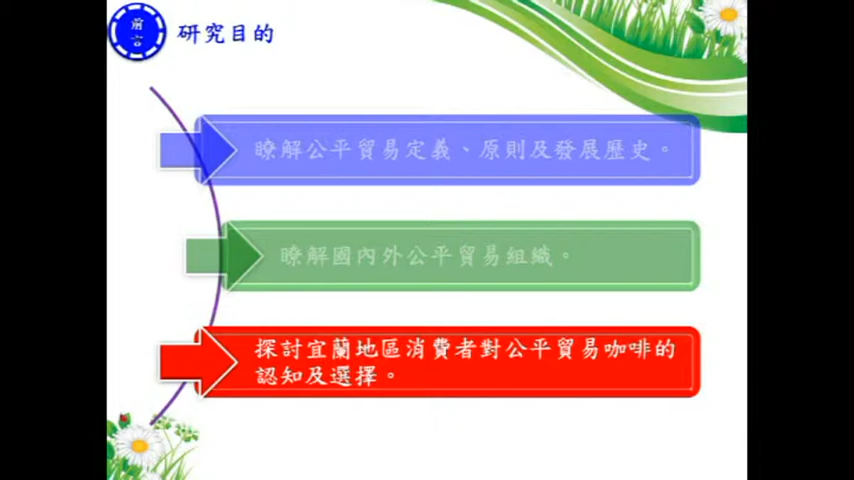 前言
研究目的
瞭解公平貿易定義、原則及發展歷史。
瞭解國內外公平貿易組織。
探討宜蘭地區消費者對公平貿易咖啡的
認知及選擇。